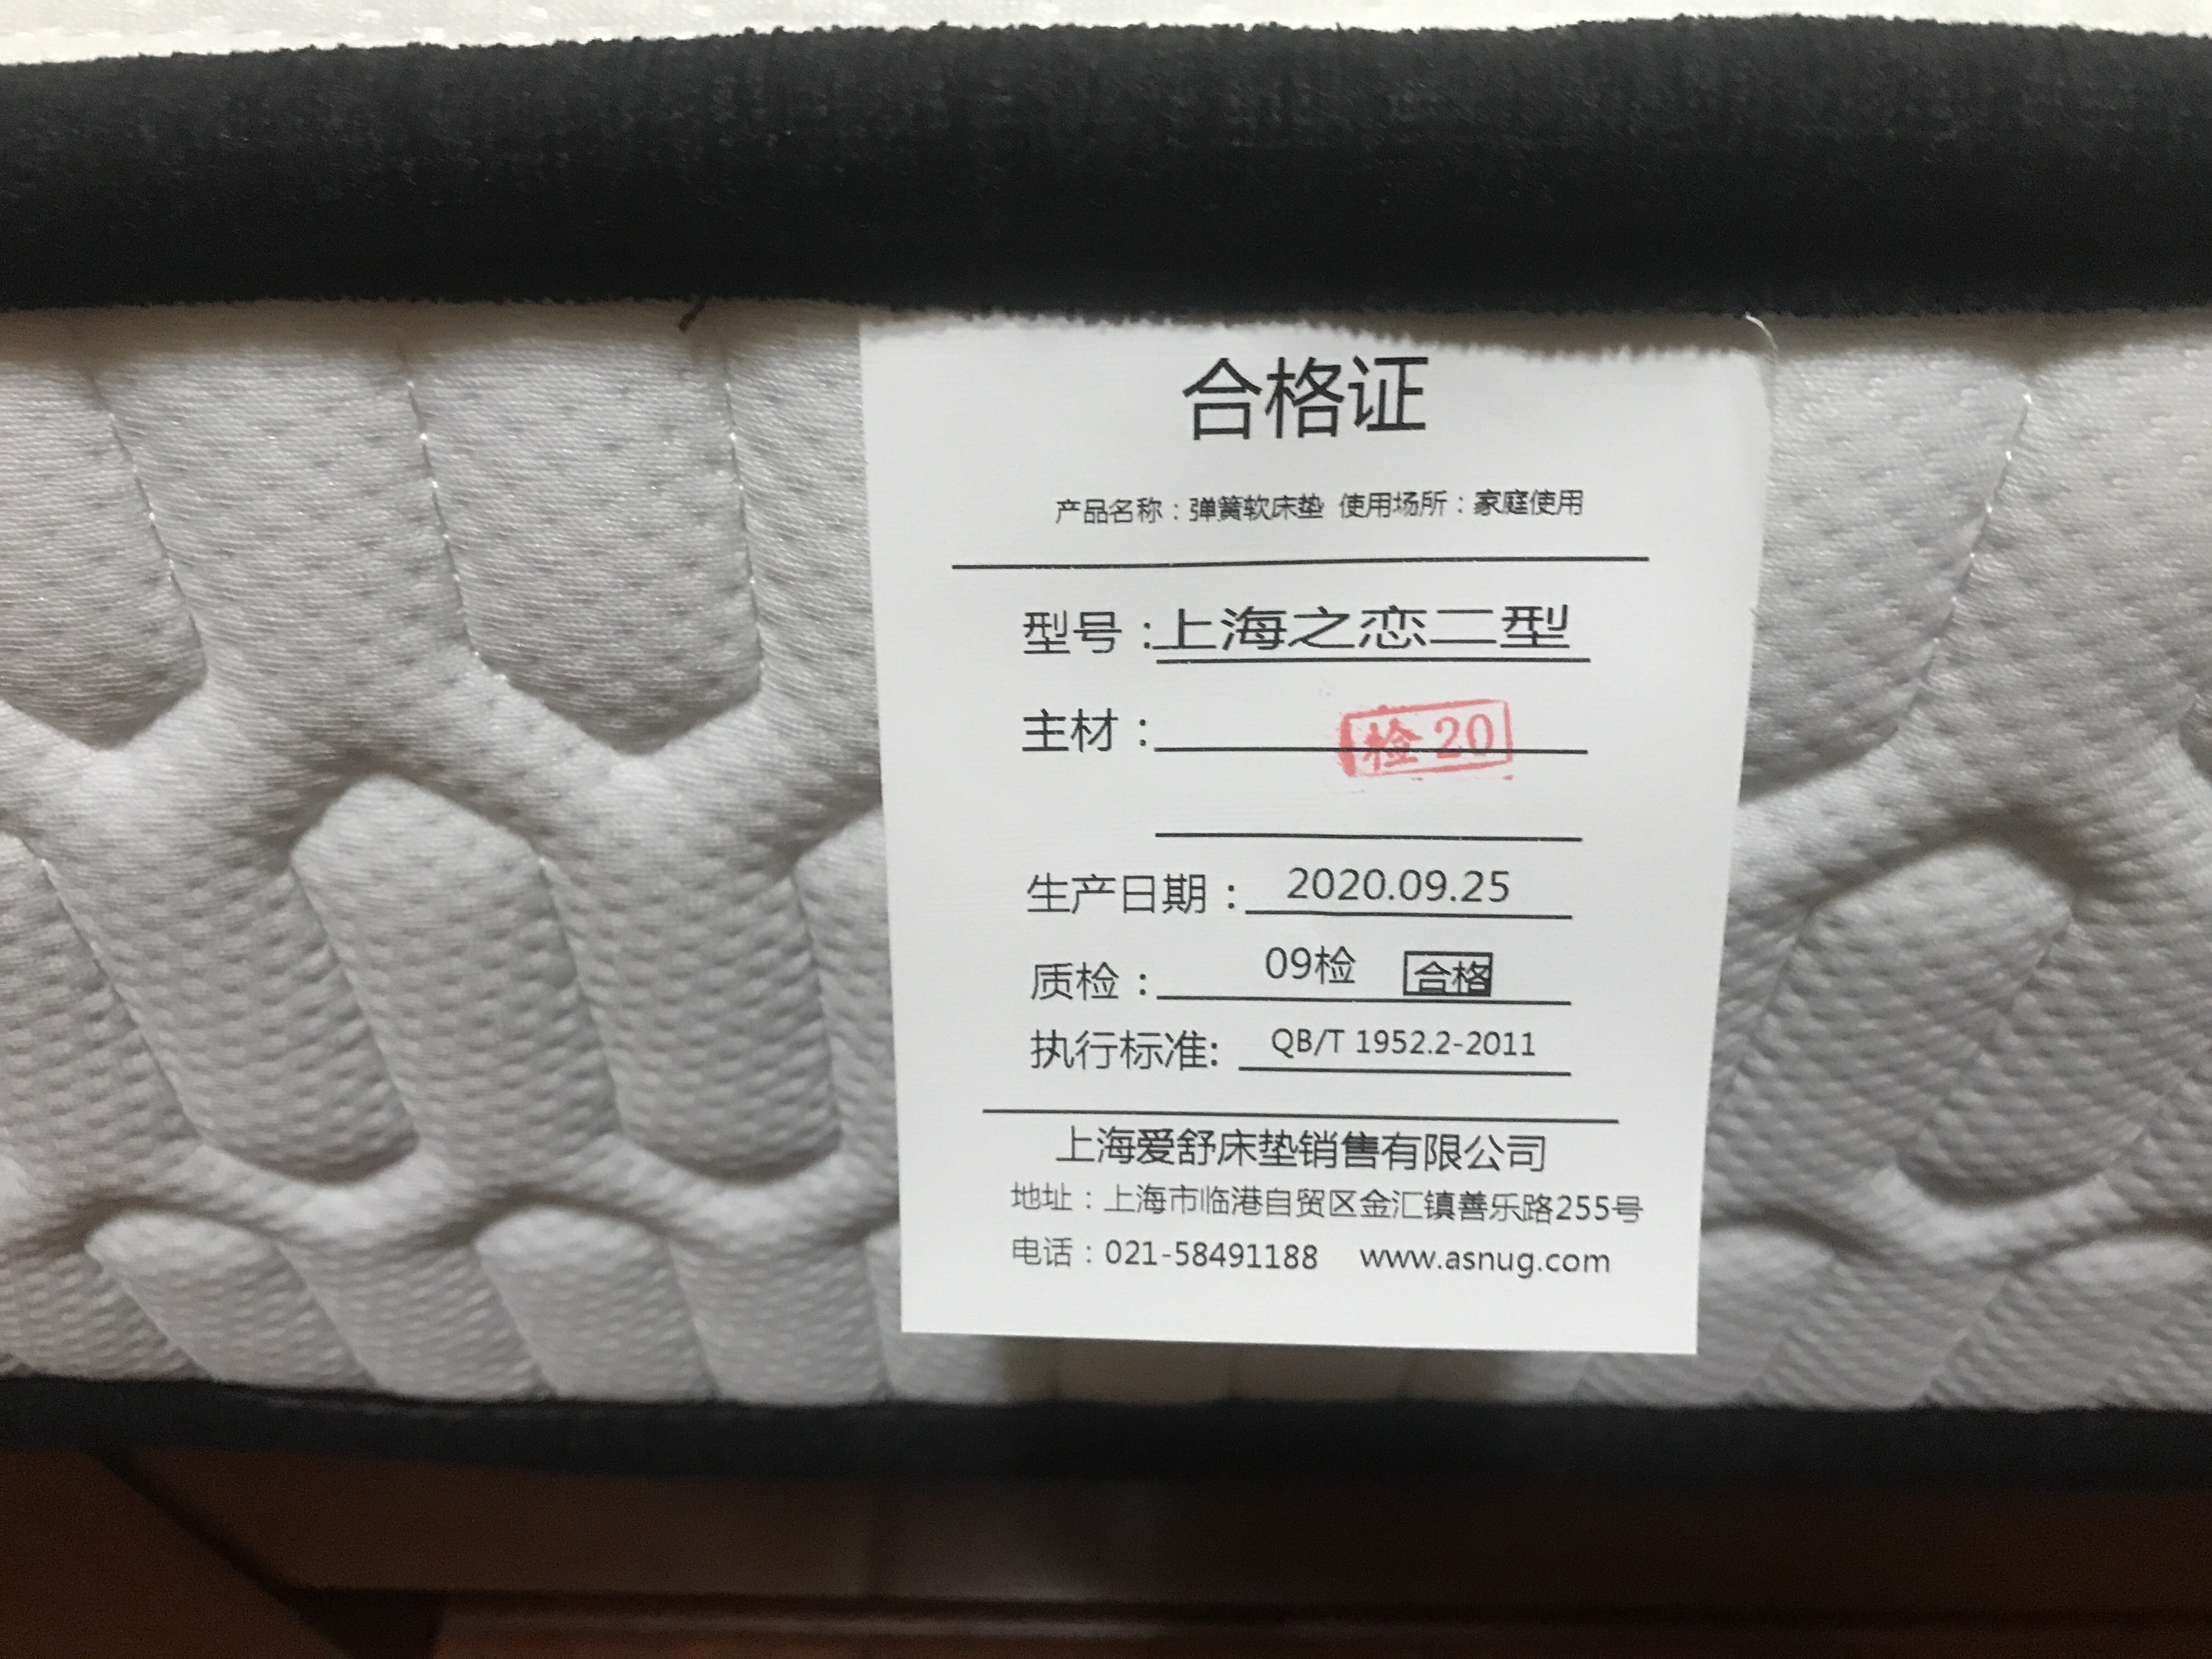 合格证
产品名称：弹簧软床垫 使用场所：家庭使用
型号：上海之恋二型
主材：
检20
生产日期：2020.09.25
质检：09检 合格
执行标准: QB/T 1952.2-2011
上海爱舒床垫销售有限公司
地址：上海市临港自贸区金汇镇善乐路255号
电话：021-58491188 www.asnug.com